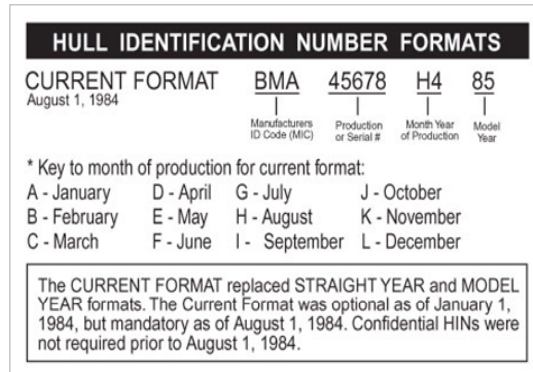 HULL IDENTIFICATION NUMBER FORMATS
CURRENT FORMAT BMA 45678 H4 85
August 1, 1984
Manufacturers ID Code (MIC) Production or Serial # Month Year of Production Model Year
* Key to month of production for current format:
A - January D - April G - July J - October
B - February E - May H - August K - November
C - March F - June I - September L - December
The CURRENT FORMAT replaced STRAIGHT YEAR and MODEL
YEAR formats. The Current Format was optional as of January 1,
1984, but mandatory as of August 1, 1984. Confidential HINs were
not required prior to August 1, 1984.